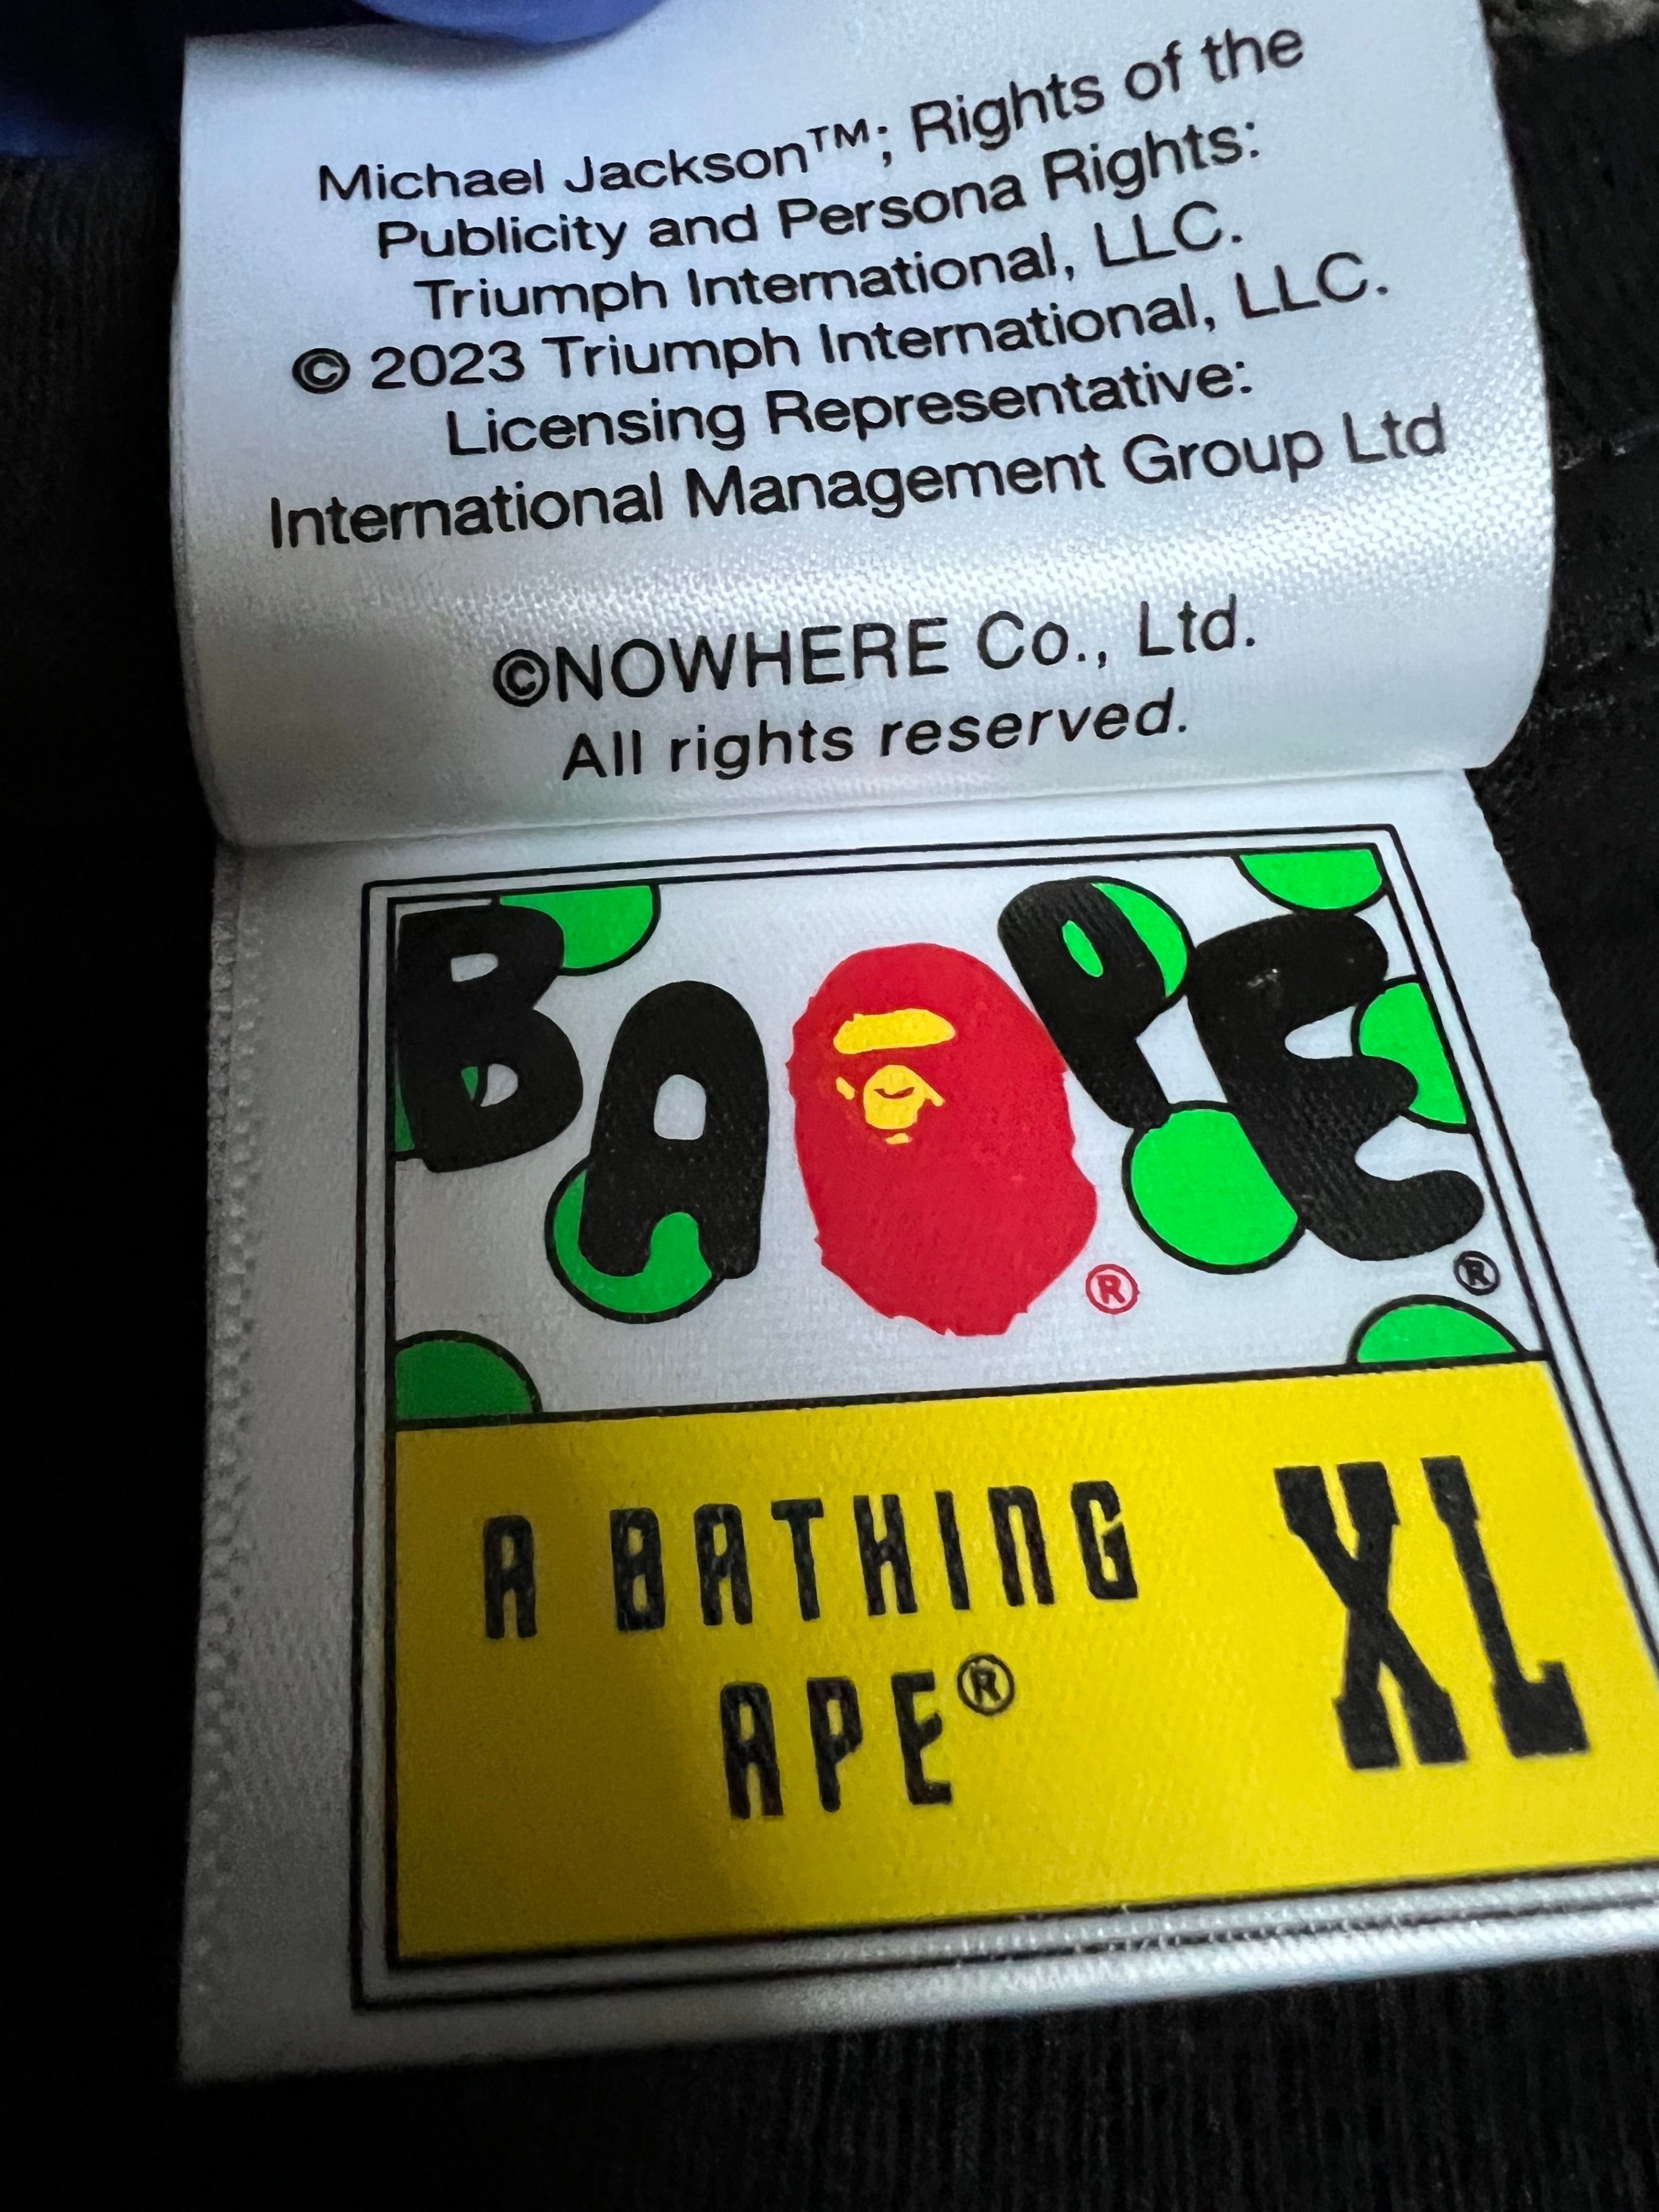 Michael Jackson™; Rights of the
Publicity and Persona Rights:
Triumph International, LLC.
© 2023 Triumph International, LLC.
Licensing Representative:
International Management Group Ltd
©NOWHERE Co., Ltd.
All rights reserved.
BAPE®
®
A BATHING
APE®
XL